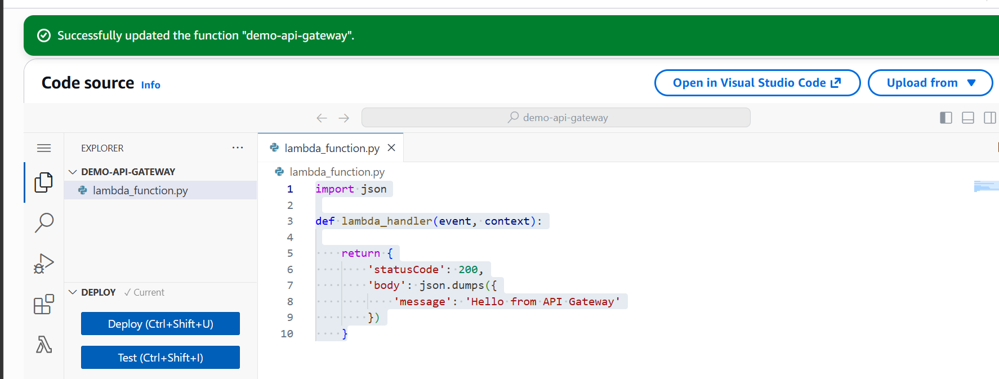 Successfully updated the function "demo-api-gateway".
Code source Info
Open in Visual Studio Code
Upload from
demo-api-gateway
EXPLORER
DEMO-API-GATEWAY
lambda_function.py
DEPLOY ✓ Current
Deploy (Ctrl+Shift+U)
Test (Ctrl+Shift+I)
lambda_function.py
lambda_function.py
1 import json
2
3 def lambda_handler(event, context):
4
5     return {
6         'statusCode': 200,
7         'body': json.dumps({
8             'message': 'Hello from API Gateway'
9         })
10     }